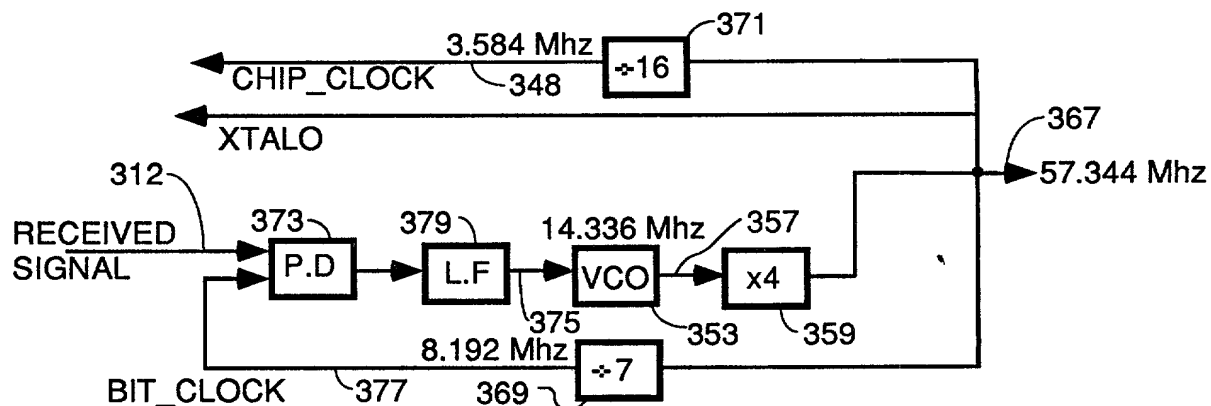 371
3.584 Mhz
÷16
CHIP_CLOCK
348
XTALO
367
57.344 Mhz
312
RECEIVED
SIGNAL
373
P.D
379
L.F
375
14.336 Mhz
357
VCO
353
x4
359
8.192 Mhz
÷7
BIT_CLOCK
377
369